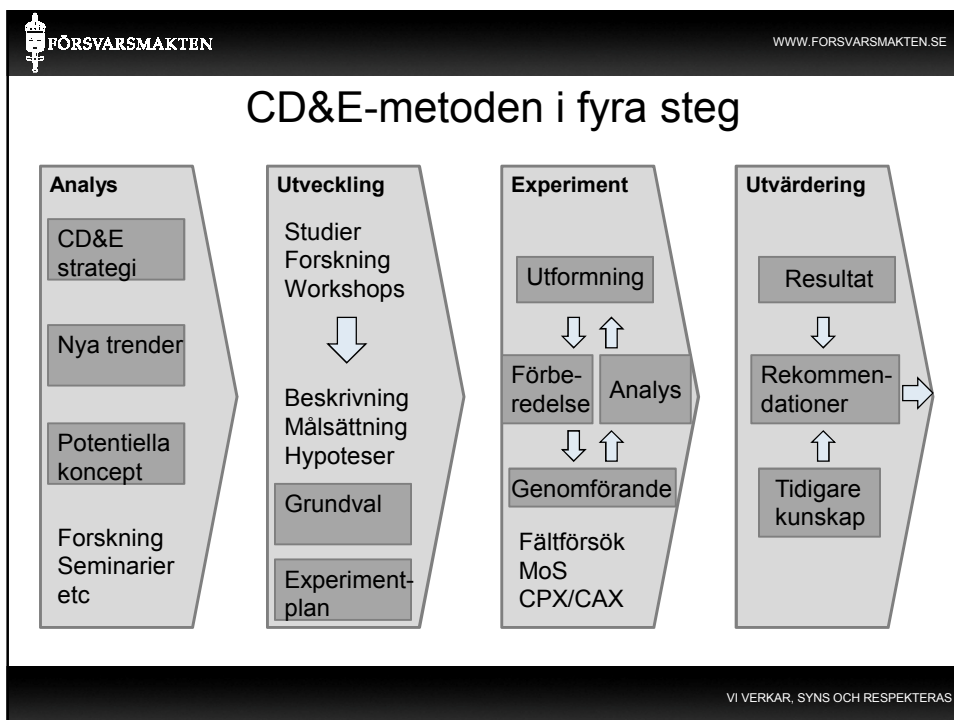 FÖRSVARSMAKTEN
WWW.FORSVARSMAKTEN.SE
CD&E-metoden i fyra steg
Analys
CD&E
strategi
Nya trender
Potentiella
koncept
Forskning
Seminarier
etc
Utveckling
Studier
Forskning
Workshops
Beskrivning
Målsättning
Hypoteser
Grundval
Experiment-
plan
Experiment
Utformning
Förbe-
redelse
Analys
Genomförande
Fältförsök
MoS
CPX/CAX
Utvärdering
Resultat
Rekommen-
dationer
Tidigare
kunskap
VI VERKAR, SYNS OCH RESPEKTERAS